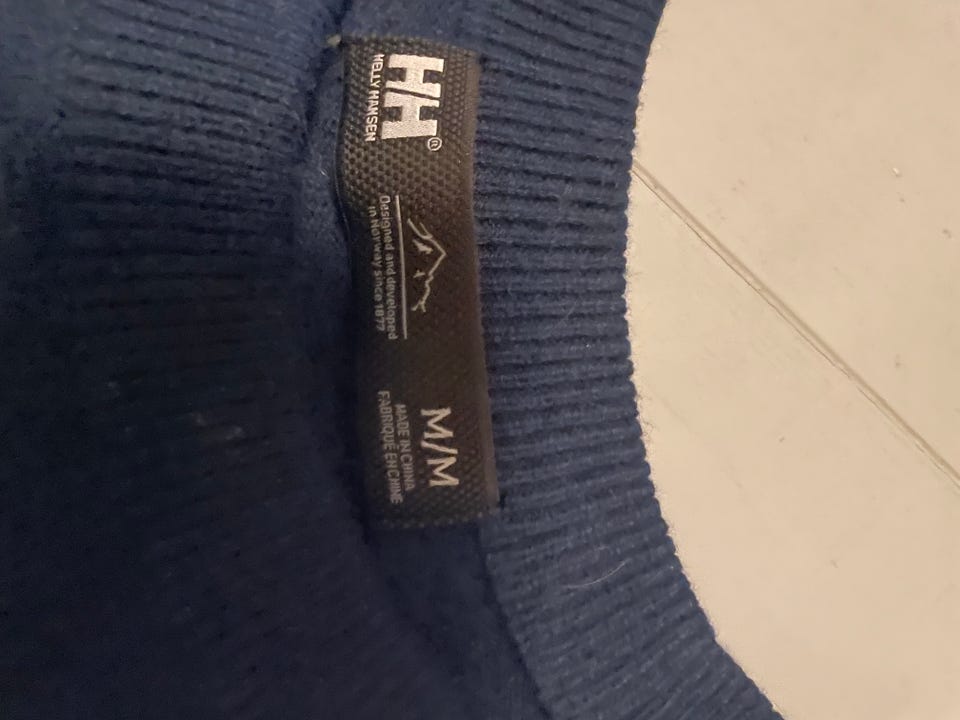 HH®
HELLY HANSEN
Designed and developed
in Norway since 1877
M/M
MADE IN CHINA
FABRIQUÉ EN CHINE